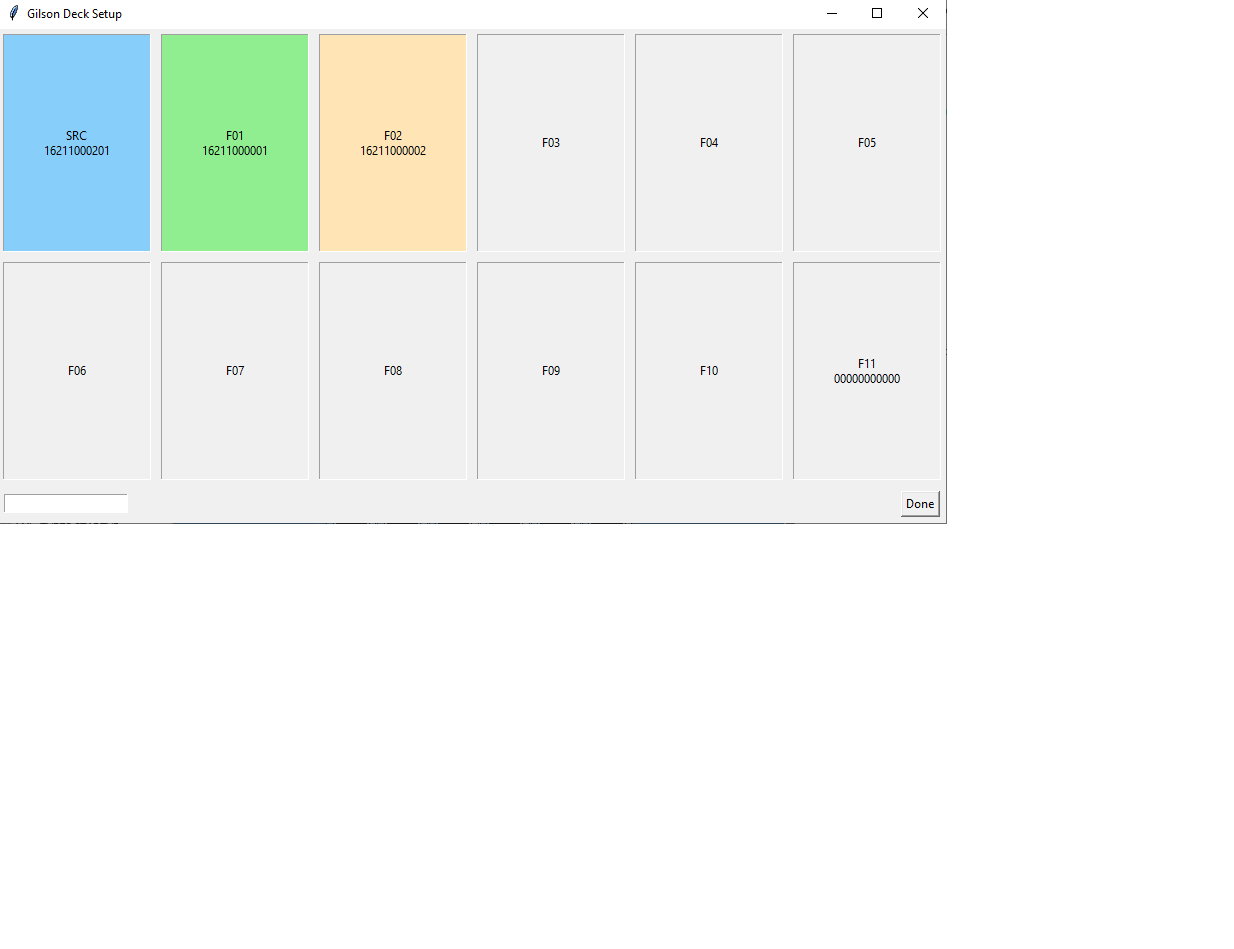 Gilson Deck Setup
SRC
16211000201
F01
16211000001
F02
16211000002
F03
F04
F05
F06
F07
F08
F09
F10
F11
00000000000
Done